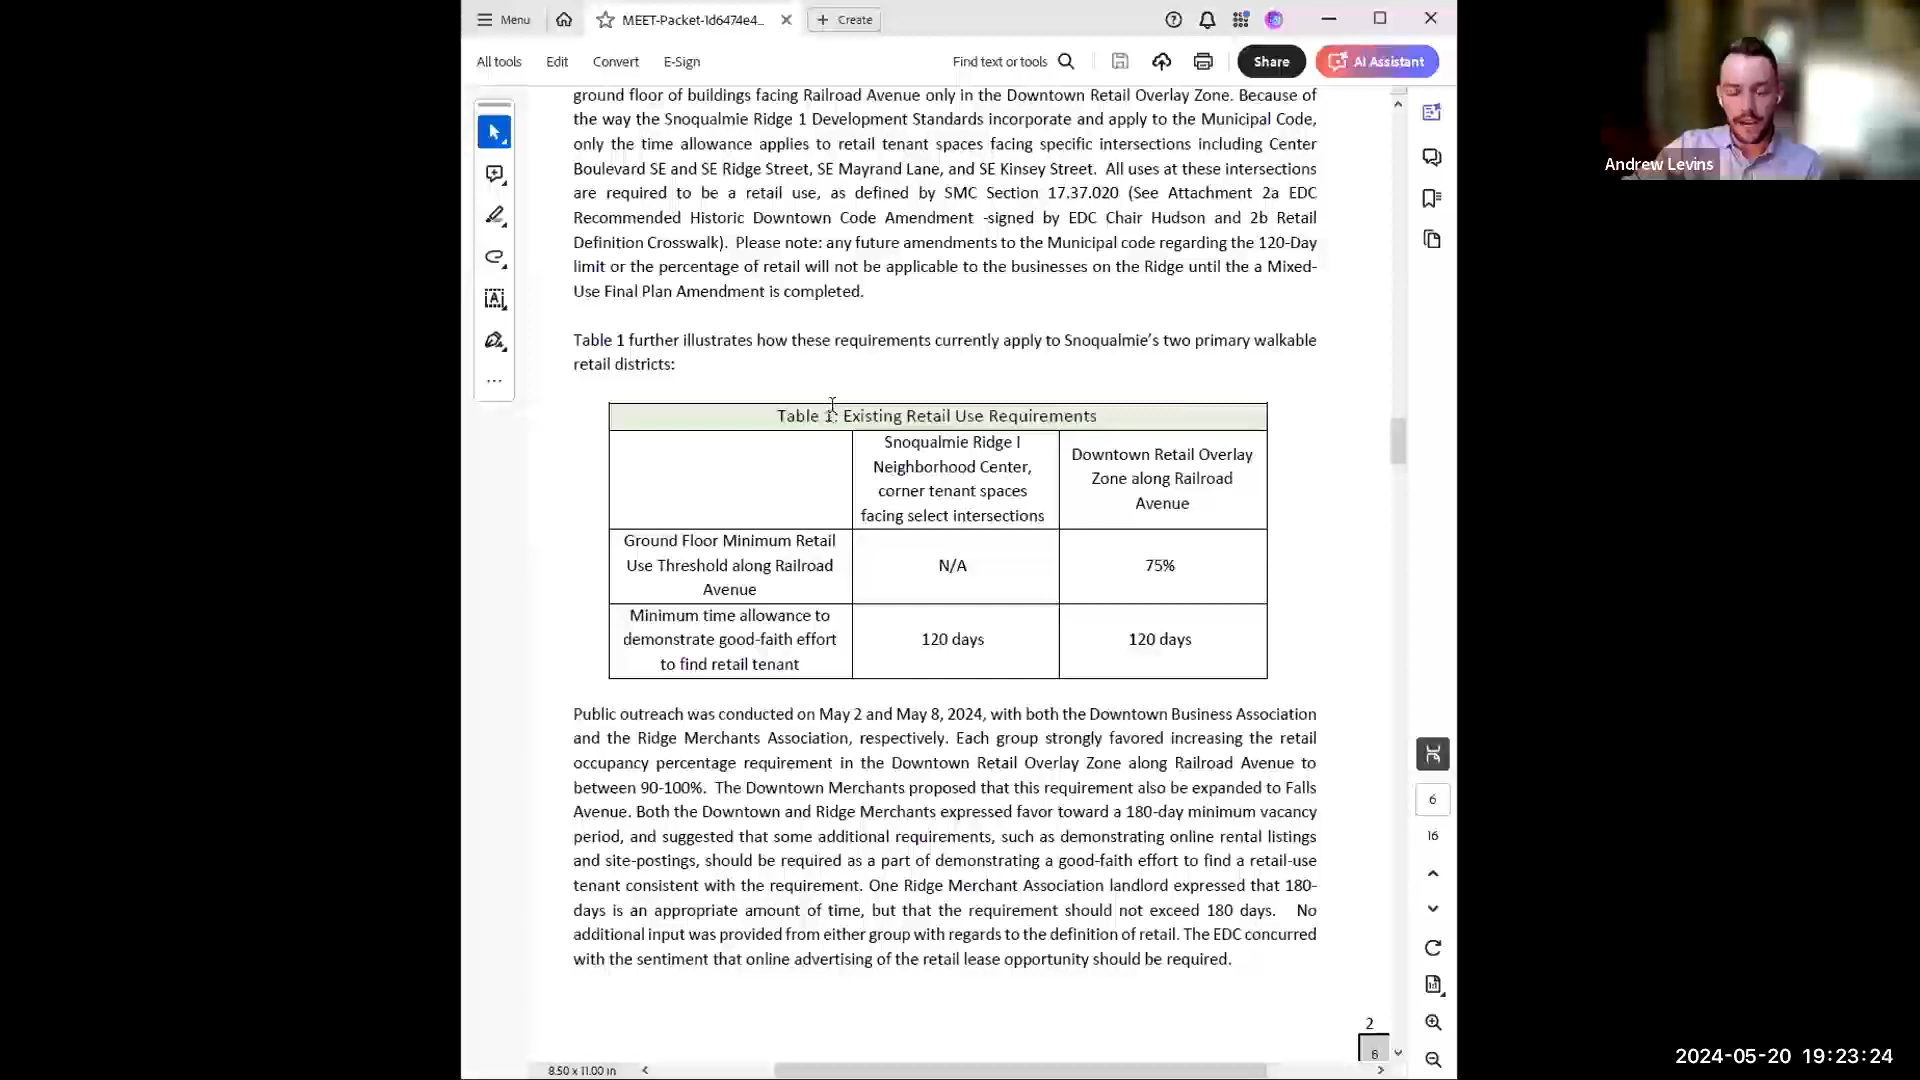 Menu
MEET-Packet-1d6474e4...
Create
All tools
Edit
Convert
E-Sign
Find text or tools
Share
AI Assistant
ground floor of buildings facing Railroad Avenue only in the Downtown Retail Overlay Zone. Because of
the way the Snoqualmie Ridge 1 Development Standards incorporate and apply to the Municipal Code,
only the time allowance applies to retail tenant spaces facing specific intersections including Center
Boulevard SE and SE Ridge Street, SE Mayrand Lane, and SE Kinsey Street. All uses at these intersections
are required to be a retail use, as defined by SMC Section 17.37.020 (See Attachment 2a EDC
Recommended Historic Downtown Code Amendment -signed by EDC Chair Hudson and 2b Retail
Definition Crosswalk). Please note: any future amendments to the Municipal code regarding the 120-Day
limit or the percentage of retail will not be applicable to the businesses on the Ridge until the a Mixed-
Use Final Plan Amendment is completed.
Table 1 further illustrates how these requirements currently apply to Snoqualmie's two primary walkable
retail districts:
Table 1: Existing Retail Use Requirements
Snoqualmie Ridge I
Neighborhood Center,
corner tenant spaces
facing select intersections
Downtown Retail Overlay
Zone along Railroad
Avenue
Ground Floor Minimum Retail
Use Threshold along Railroad
Avenue
N/A
75%
Minimum time allowance to
demonstrate good-faith effort
to find retail tenant
120 days
120 days
Public outreach was conducted on May 2 and May 8, 2024, with both the Downtown Business Association
and the Ridge Merchants Association, respectively. Each group strongly favored increasing the retail
occupancy percentage requirement in the Downtown Retail Overlay Zone along Railroad Avenue to
between 90-100%. The Downtown Merchants proposed that this requirement also be expanded to Falls
Avenue. Both the Downtown and Ridge Merchants expressed favor toward a 180-day minimum vacancy
period, and suggested that some additional requirements, such as demonstrating online rental listings
and site-postings, should be required as a part of demonstrating a good-faith effort to find a retail-use
tenant consistent with the requirement. One Ridge Merchant Association landlord expressed that 180-
days is an appropriate amount of time, but that the requirement should not exceed 180 days. No
additional input was provided from either group with regards to the definition of retail. The EDC concurred
with the sentiment that online advertising of the retail lease opportunity should be required.
2
6
8.50 x 11.00 in
6
16
Andrew Levins
2024-05-20 19:23:24